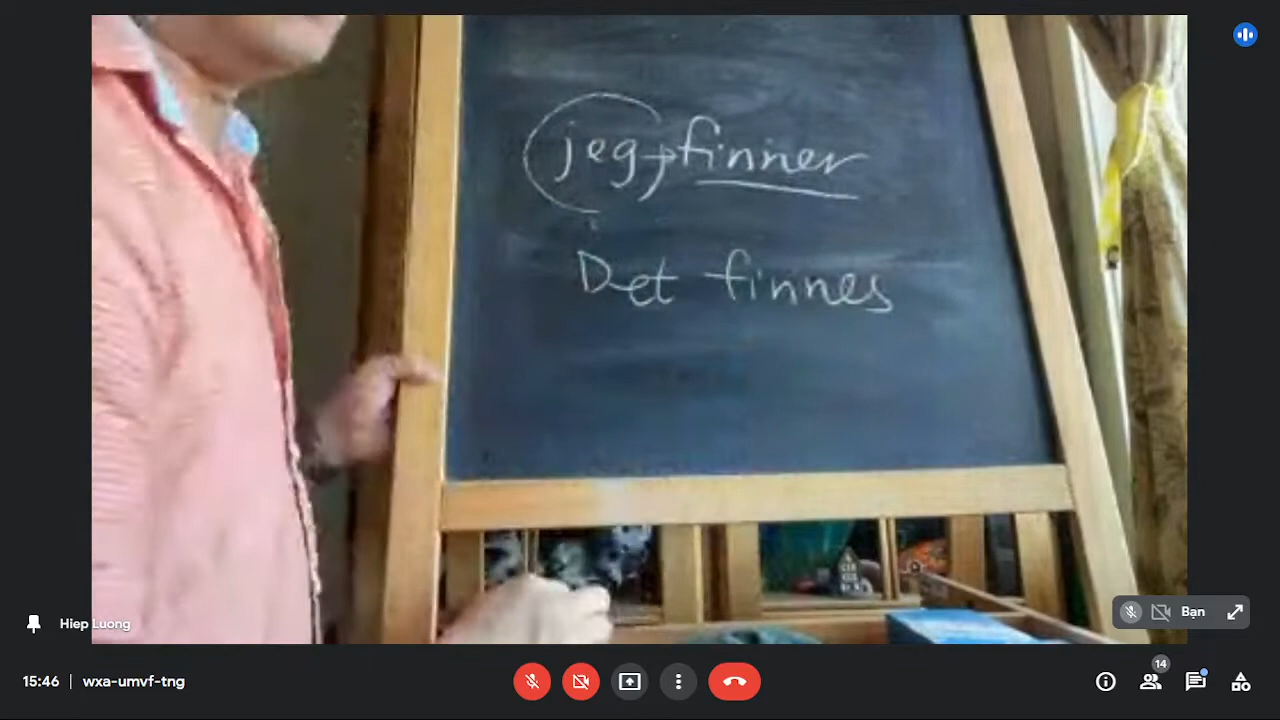 jeg finner
Det finnes
Hiep Luong
Bạn
15:46 | wxa-umvf-tng
14